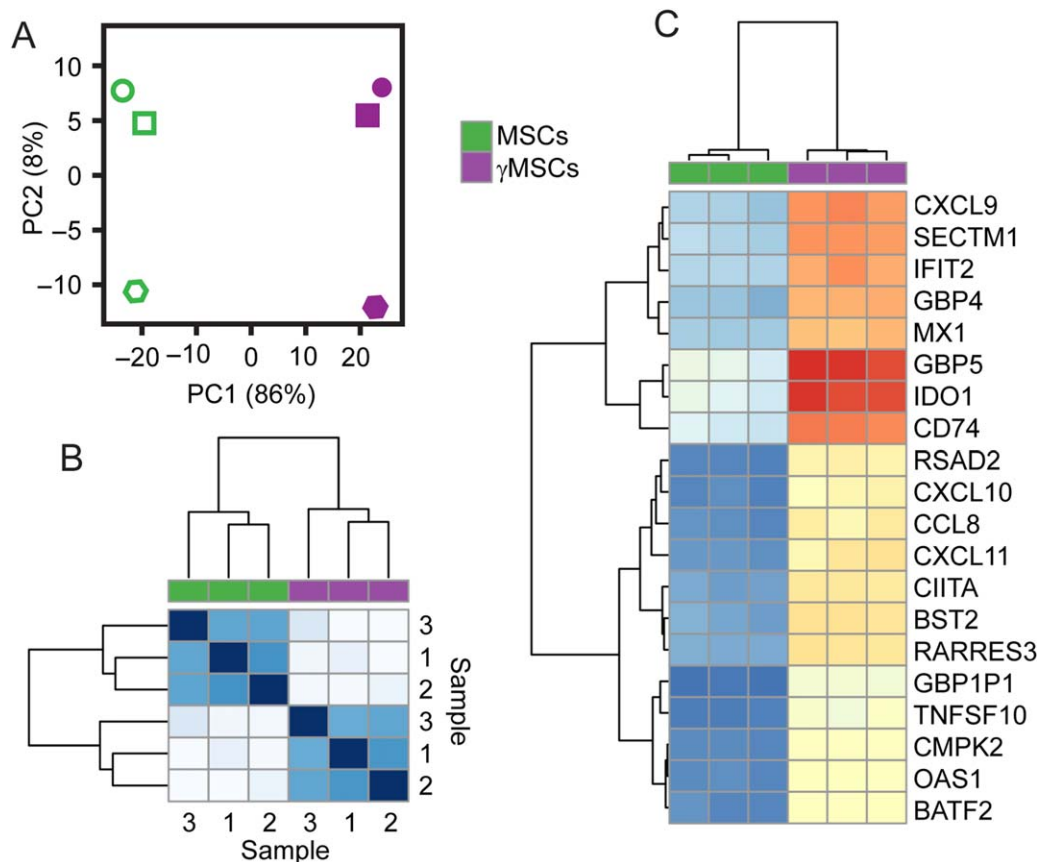 A
10
5
0
−5
−10
PC2 (8%)
−20
−10
0
10
20
PC1 (86%)
MSCs
γMSCs
B
3
1
2
3
1
2
Sample
3 1 2 3 1 2
Sample
C
CXCL9
SECTM1
IFIT2
GBP4
MX1
GBP5
IDO1
CD74
RSAD2
CXCL10
CCL8
CXCL11
CIITA
BST2
RARRES3
GBP1P1
TNFSF10
CMPK2
OAS1
BATF2